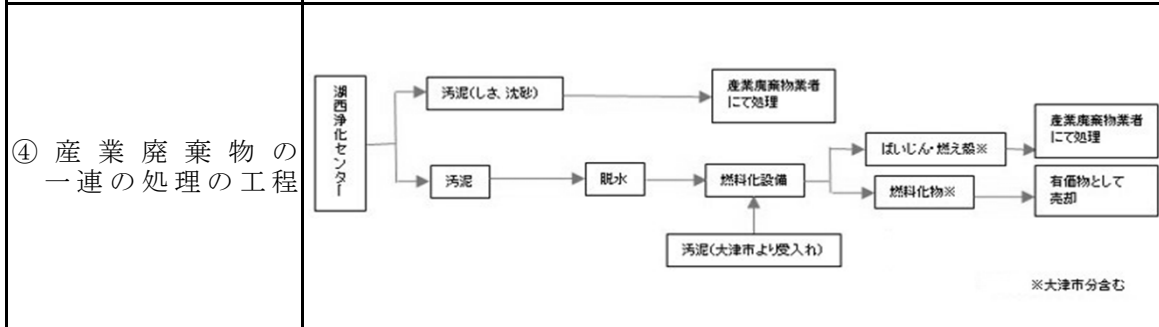 ④ 産業廃棄物の
一連の処理の工程
湖西浄化センター
汚泥(しさ、沈砂)
産業廃棄物業者
にて処理
汚泥
脱水
燃料化設備
汚泥(大津市より受入れ)
ばいじん・燃え殻※
産業廃棄物業者
にて処理
燃料化物※
有価物として
売却
※大津市分含む